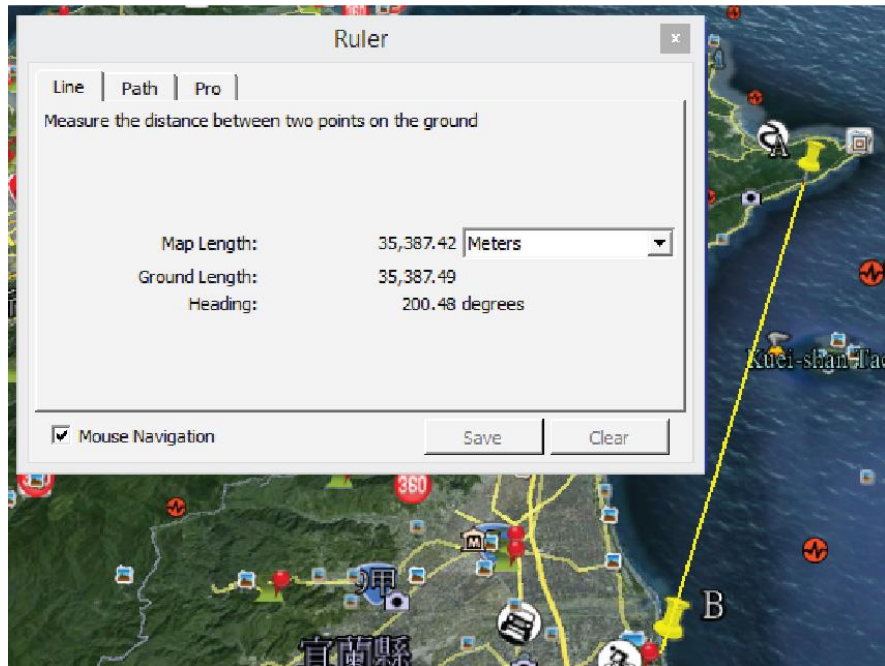 Ruler
x
Line
Path
Pro
Measure the distance between two points on the ground
Map Length: 35,387.42 Meters
Ground Length: 35,387.49
Heading: 200.48 degrees
Mouse Navigation
Save
Clear
A
Kuei-shan Tao
360
M
9甲
B
宜蘭縣